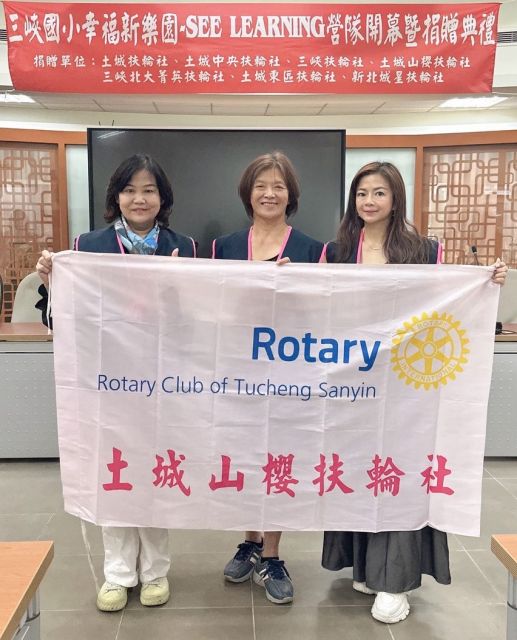 三峽國小幸福新樂園-SEE LEARNING營隊開幕暨捐贈典禮
捐贈單位：土城扶輪社、土城中央扶輪社、三峽扶輪社、土城山櫻扶輪社
三峽北大菁英扶輪社、土城東區扶輪社、新北城星扶輪社
Rotary
ROTARY
INTERNATIONAL
Rotary Club of Tucheng Sanyin
土城山櫻扶輪社